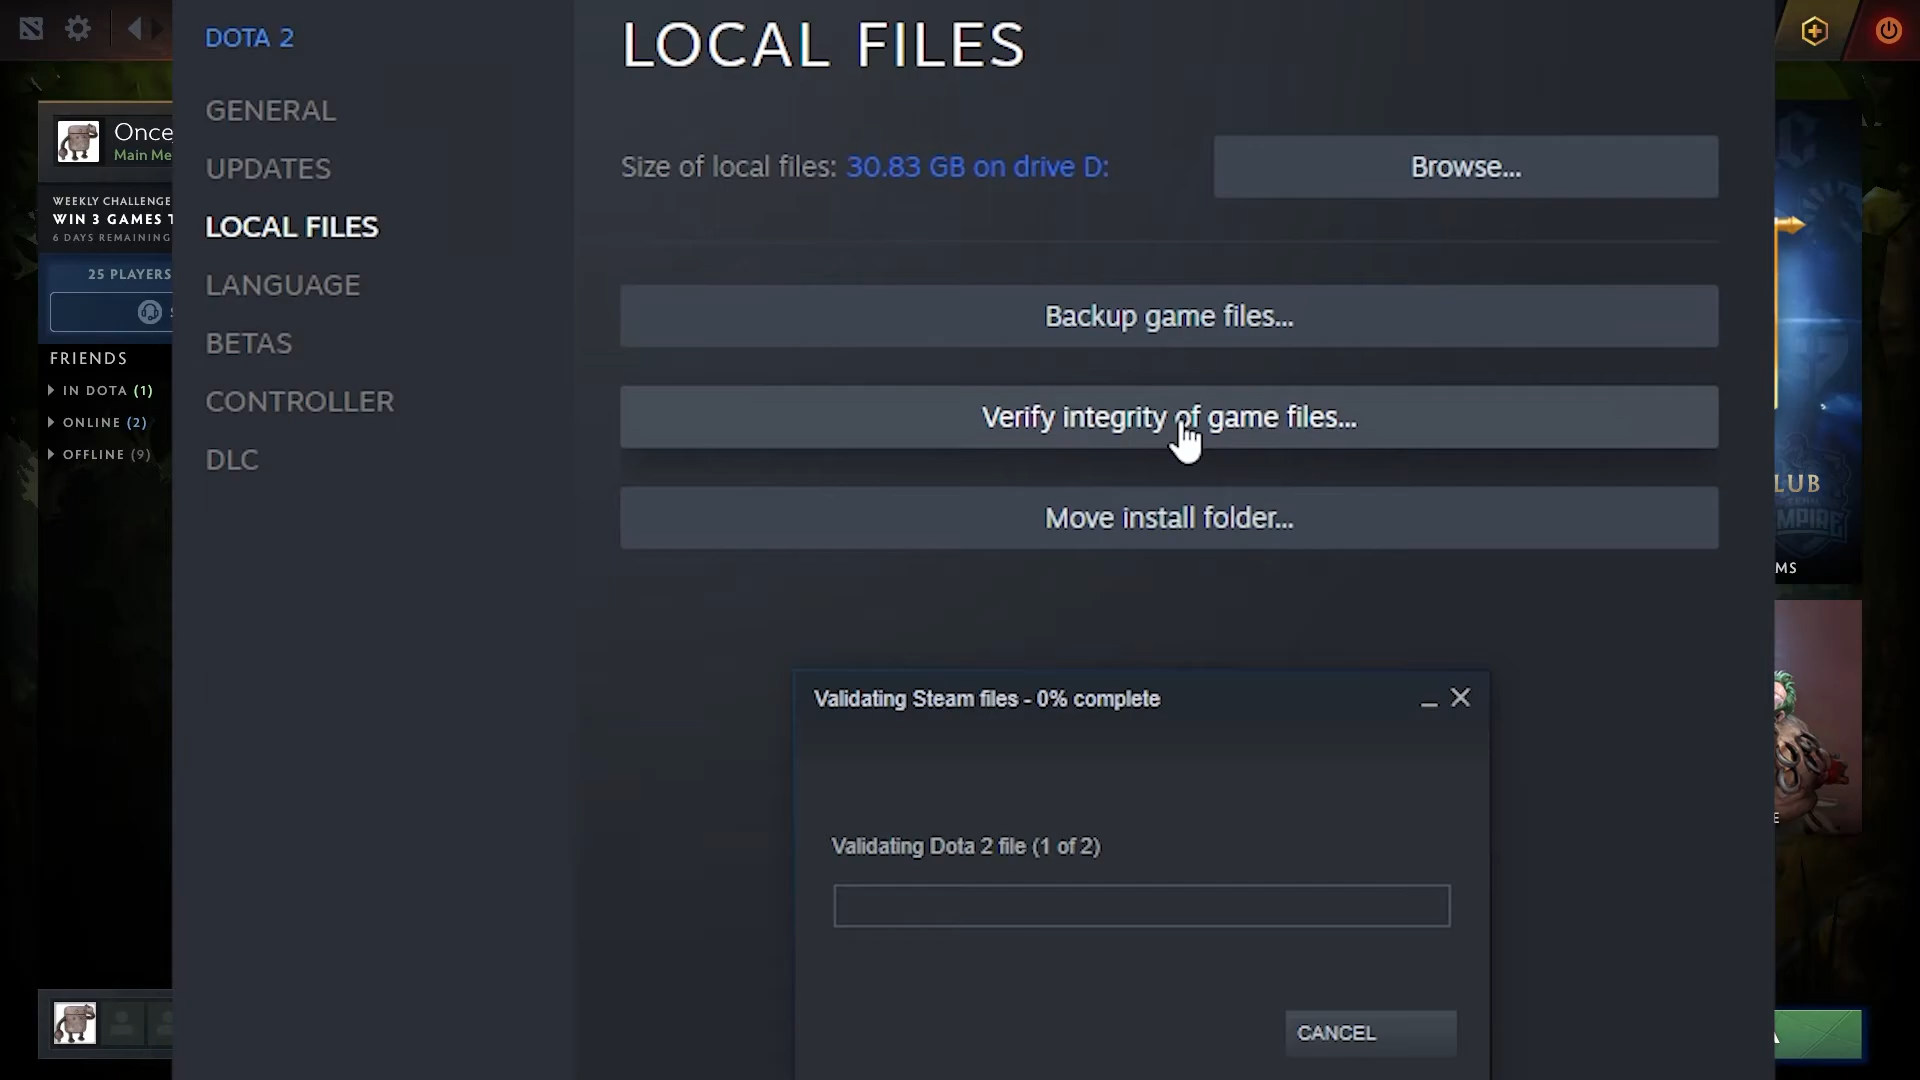 DOTA 2
GENERAL
UPDATES
LOCAL FILES
LANGUAGE
BETAS
CONTROLLER
DLC
LOCAL FILES
Size of local files: 30.83 GB on drive D:
Browse...
Backup game files...
Verify integrity of game files...
Move install folder...
Validating Steam files - 0% complete
Validating Dota 2 file (1 of 2)
CANCEL
Once
Main Me
WEEKLY CHALLENGE
WIN 3 GAMES T
6 DAYS REMAINING
25 PLAYERS
FRIENDS
IN DOTA (1)
ONLINE (2)
OFFLINE (9)
LUB
MPIRE
MS
E